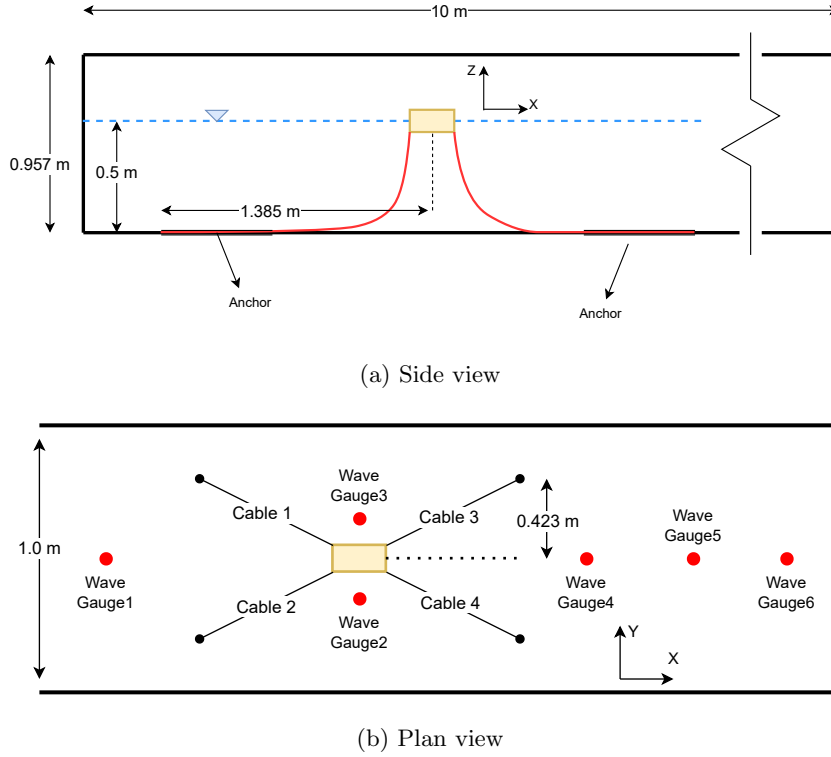 10 m
Z
X
0.957 m
0.5 m
1.385 m
Anchor
Anchor
(a) Side view
Wave
Gauge3
Cable 1
Cable 3
0.423 m
Wave
Gauge5
1.0 m
Wave
Gauge1
Cable 2
Wave
Gauge2
Cable 4
Wave
Gauge4
Wave
Gauge6
Y
X
(b) Plan view